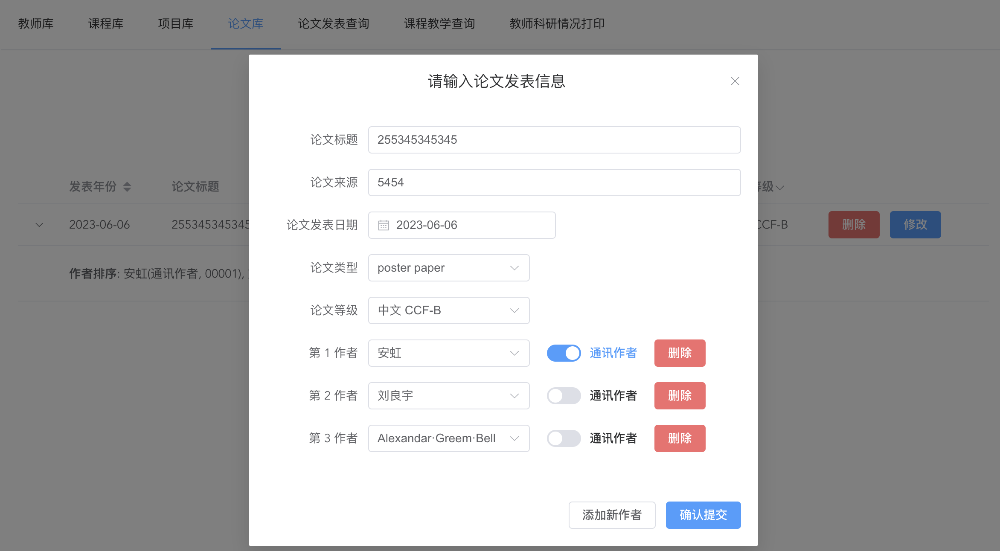 教师库 课程库 项目库 论文库 论文发表查询 课程教学查询 教师科研情况打印
请输入论文发表信息
论文标题 255345345345
论文来源 5454
论文发表日期 2023-06-06
论文类型 poster paper
论文等级 中文 CCF-B
第 1 作者 安虹 通讯作者 删除
第 2 作者 刘良宇 通讯作者 删除
第 3 作者 Alexandar·Greem·Bell 通讯作者 删除
添加新作者 确认提交
发表年份 论文标题 等级
2023-06-06 255345345345 CCF-B 删除 修改
作者排序: 安虹(通讯作者, 00001),